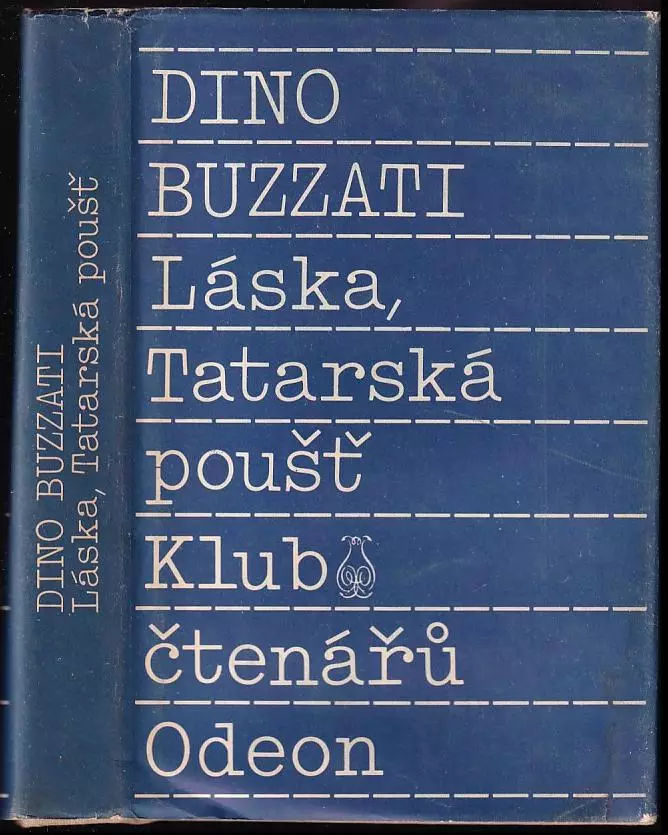 DINO BUZZATI
Láska, Tatarská poušť
DINO
BUZZATI
Láska,
Tatarská
poušť
Klub
čtenářů
Odeon